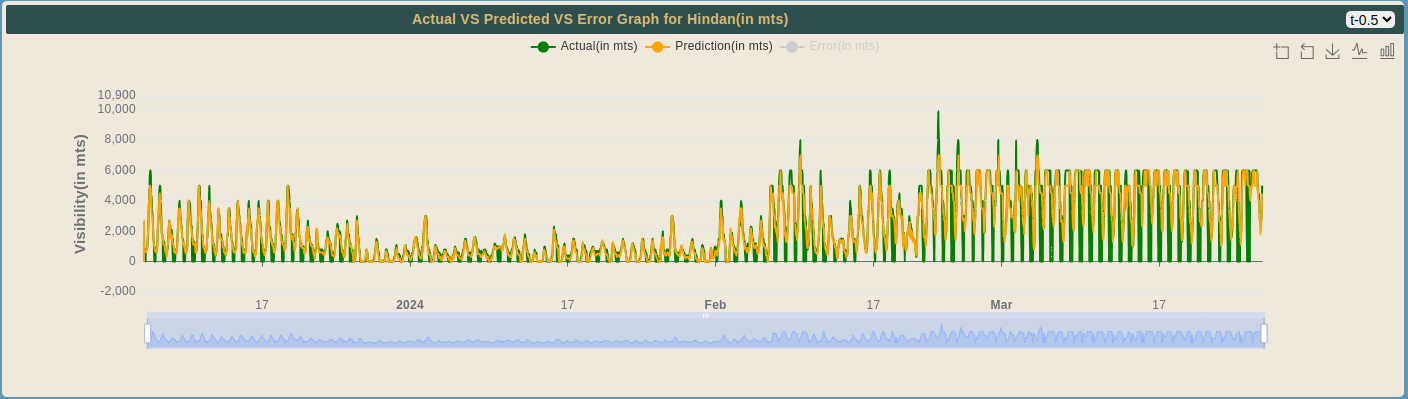 Actual VS Predicted VS Error Graph for Hindan(in mts)
t-0.5
Actual(in mts) Prediction(in mts) Error(in mts)
Visibility(in mts)
10,900
10,000
8,000
6,000
4,000
2,000
0
-2,000
17 2024 17 Feb 17 Mar 17